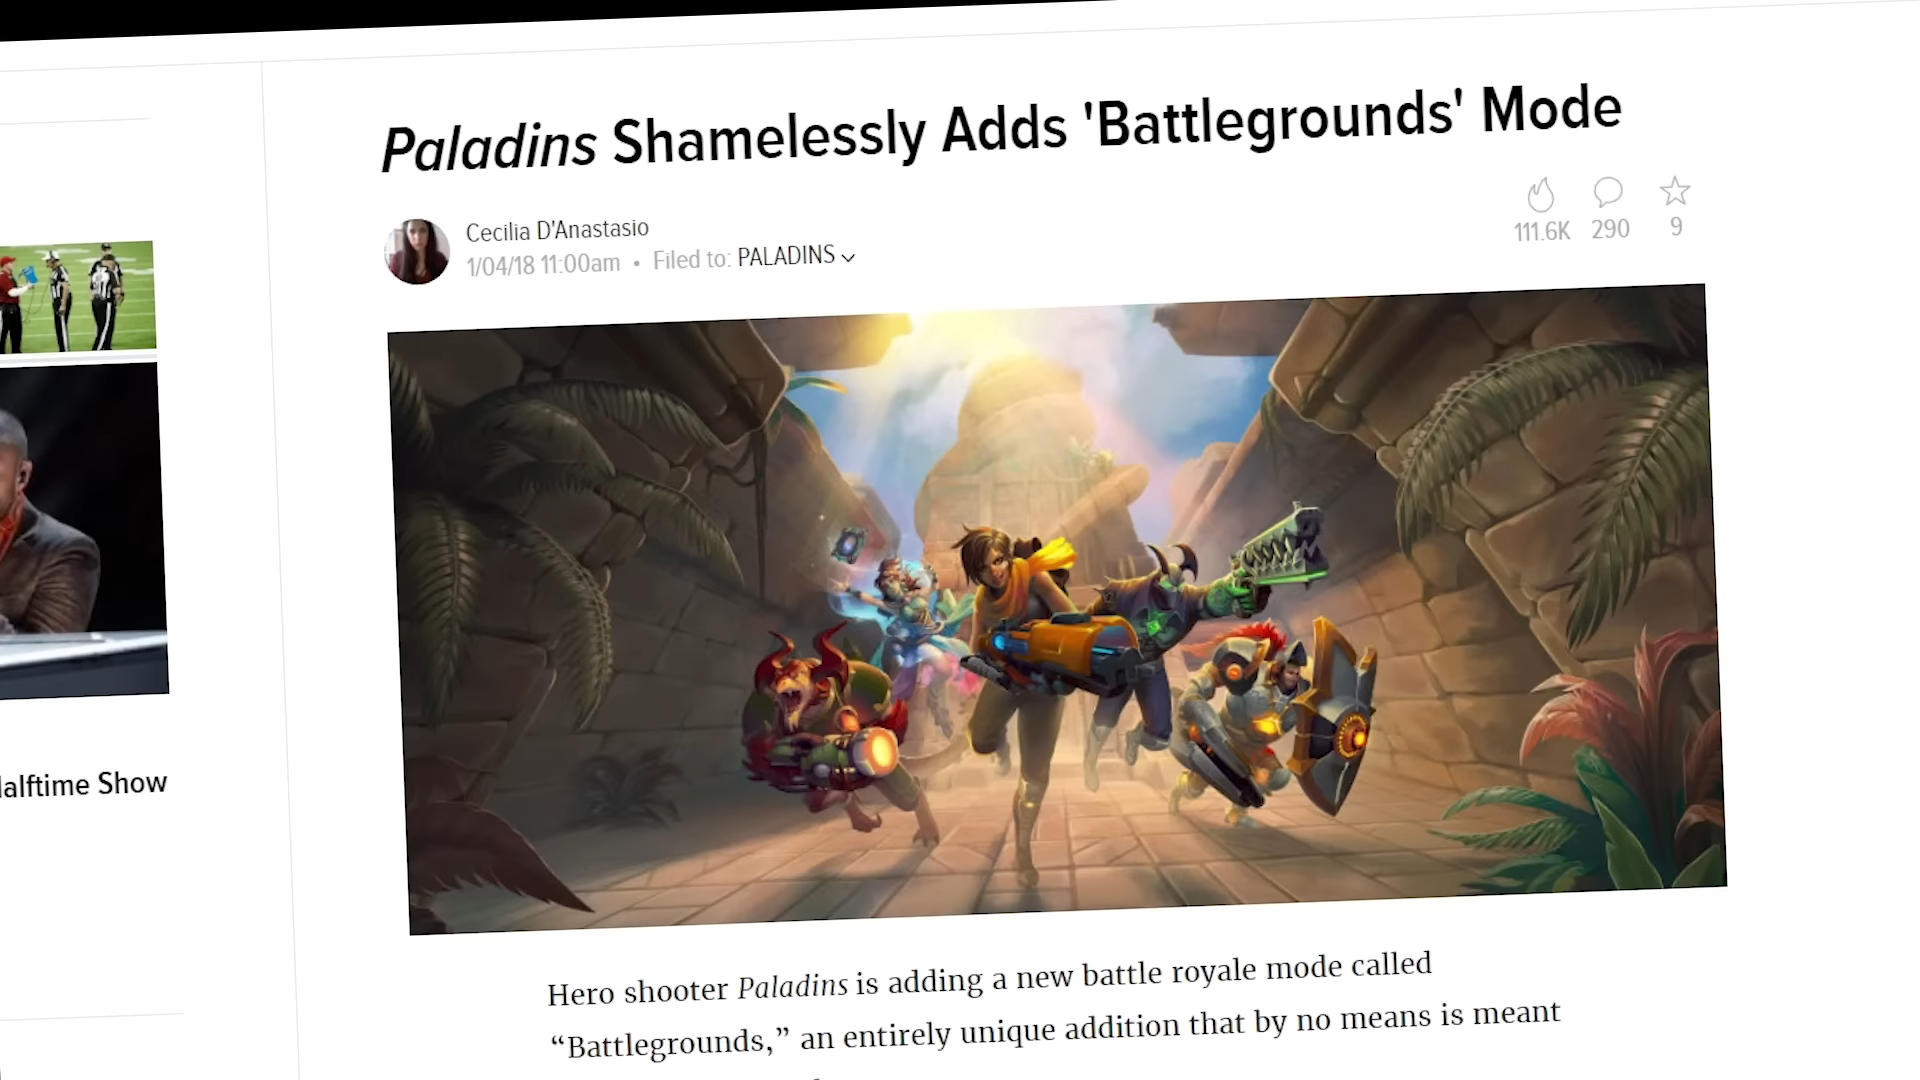 Paladins Shamelessly Adds 'Battlegrounds' Mode
Cecilia D'Anastasio
1/04/18 11:00am • Filed to: PALADINS
111.6K 290 9
Halftime Show
Hero shooter Paladins is adding a new battle royale mode called
“Battlegrounds,” an entirely unique addition that by no means is meant